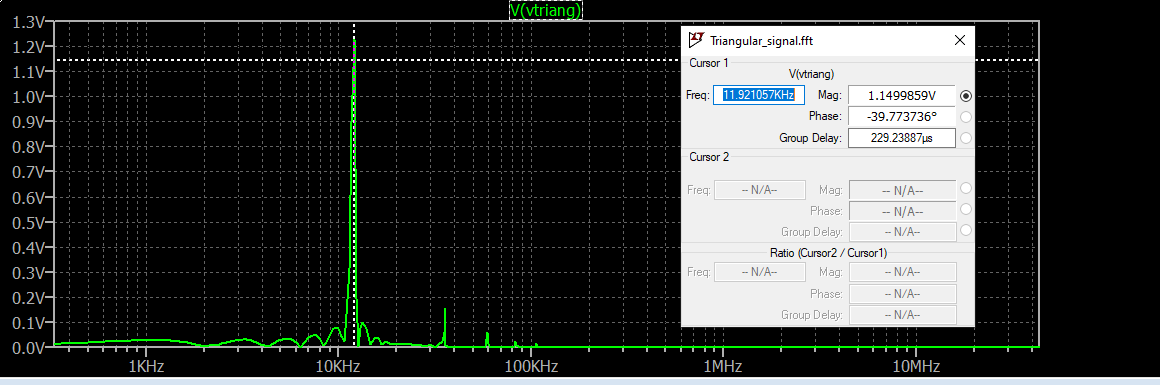 V(vtriang)
1.3V
1.2V
1.1V
1.0V
0.9V
0.8V
0.7V
0.6V
0.5V
0.4V
0.3V
0.2V
0.1V
0.0V
1KHz
10KHz
100KHz
1MHz
10MHz
Triangular_signal.fft
Cursor 1
V(vtriang)
Freq: 11.921057KHz Mag: 1.1499859V
Phase: -39.773736°
Group Delay: 229.23887µs
Cursor 2
Freq: -- N/A-- Mag: -- N/A--
Phase: -- N/A--
Group Delay: -- N/A--
Ratio (Cursor2 / Cursor1)
Freq: -- N/A-- Mag: -- N/A--
Phase: -- N/A--
Group Delay: -- N/A--